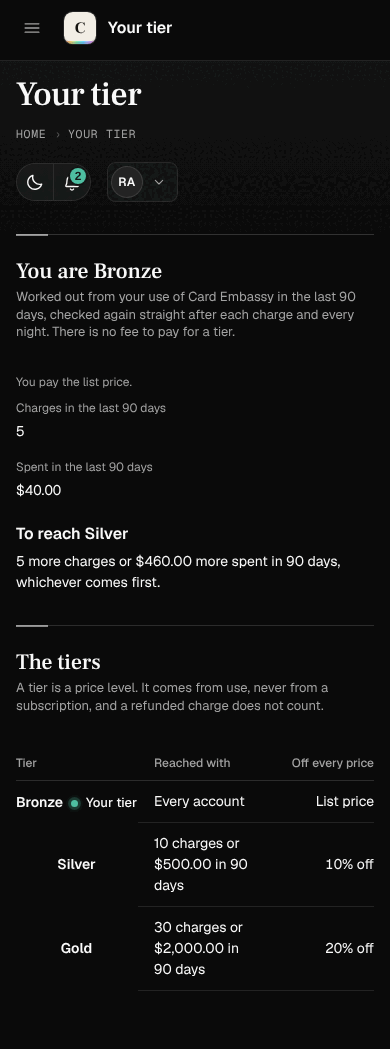 C Your tier
Your tier
HOME › YOUR TIER
2
RA
You are Bronze
Worked out from your use of Card Embassy in the last 90
days, checked again straight after each charge and every
night. There is no fee to pay for a tier.
You pay the list price.
Charges in the last 90 days
5
Spent in the last 90 days
$40.00
To reach Silver
5 more charges or $460.00 more spent in 90 days,
whichever comes first.
The tiers
A tier is a price level. It comes from use, never from a
subscription, and a refunded charge does not count.
Tier Reached with Off every price
Bronze Your tier Every account List price
10 charges or
Silver $500.00 in 90 10% off
days
30 charges or
Gold $2,000.00 in 20% off
90 days